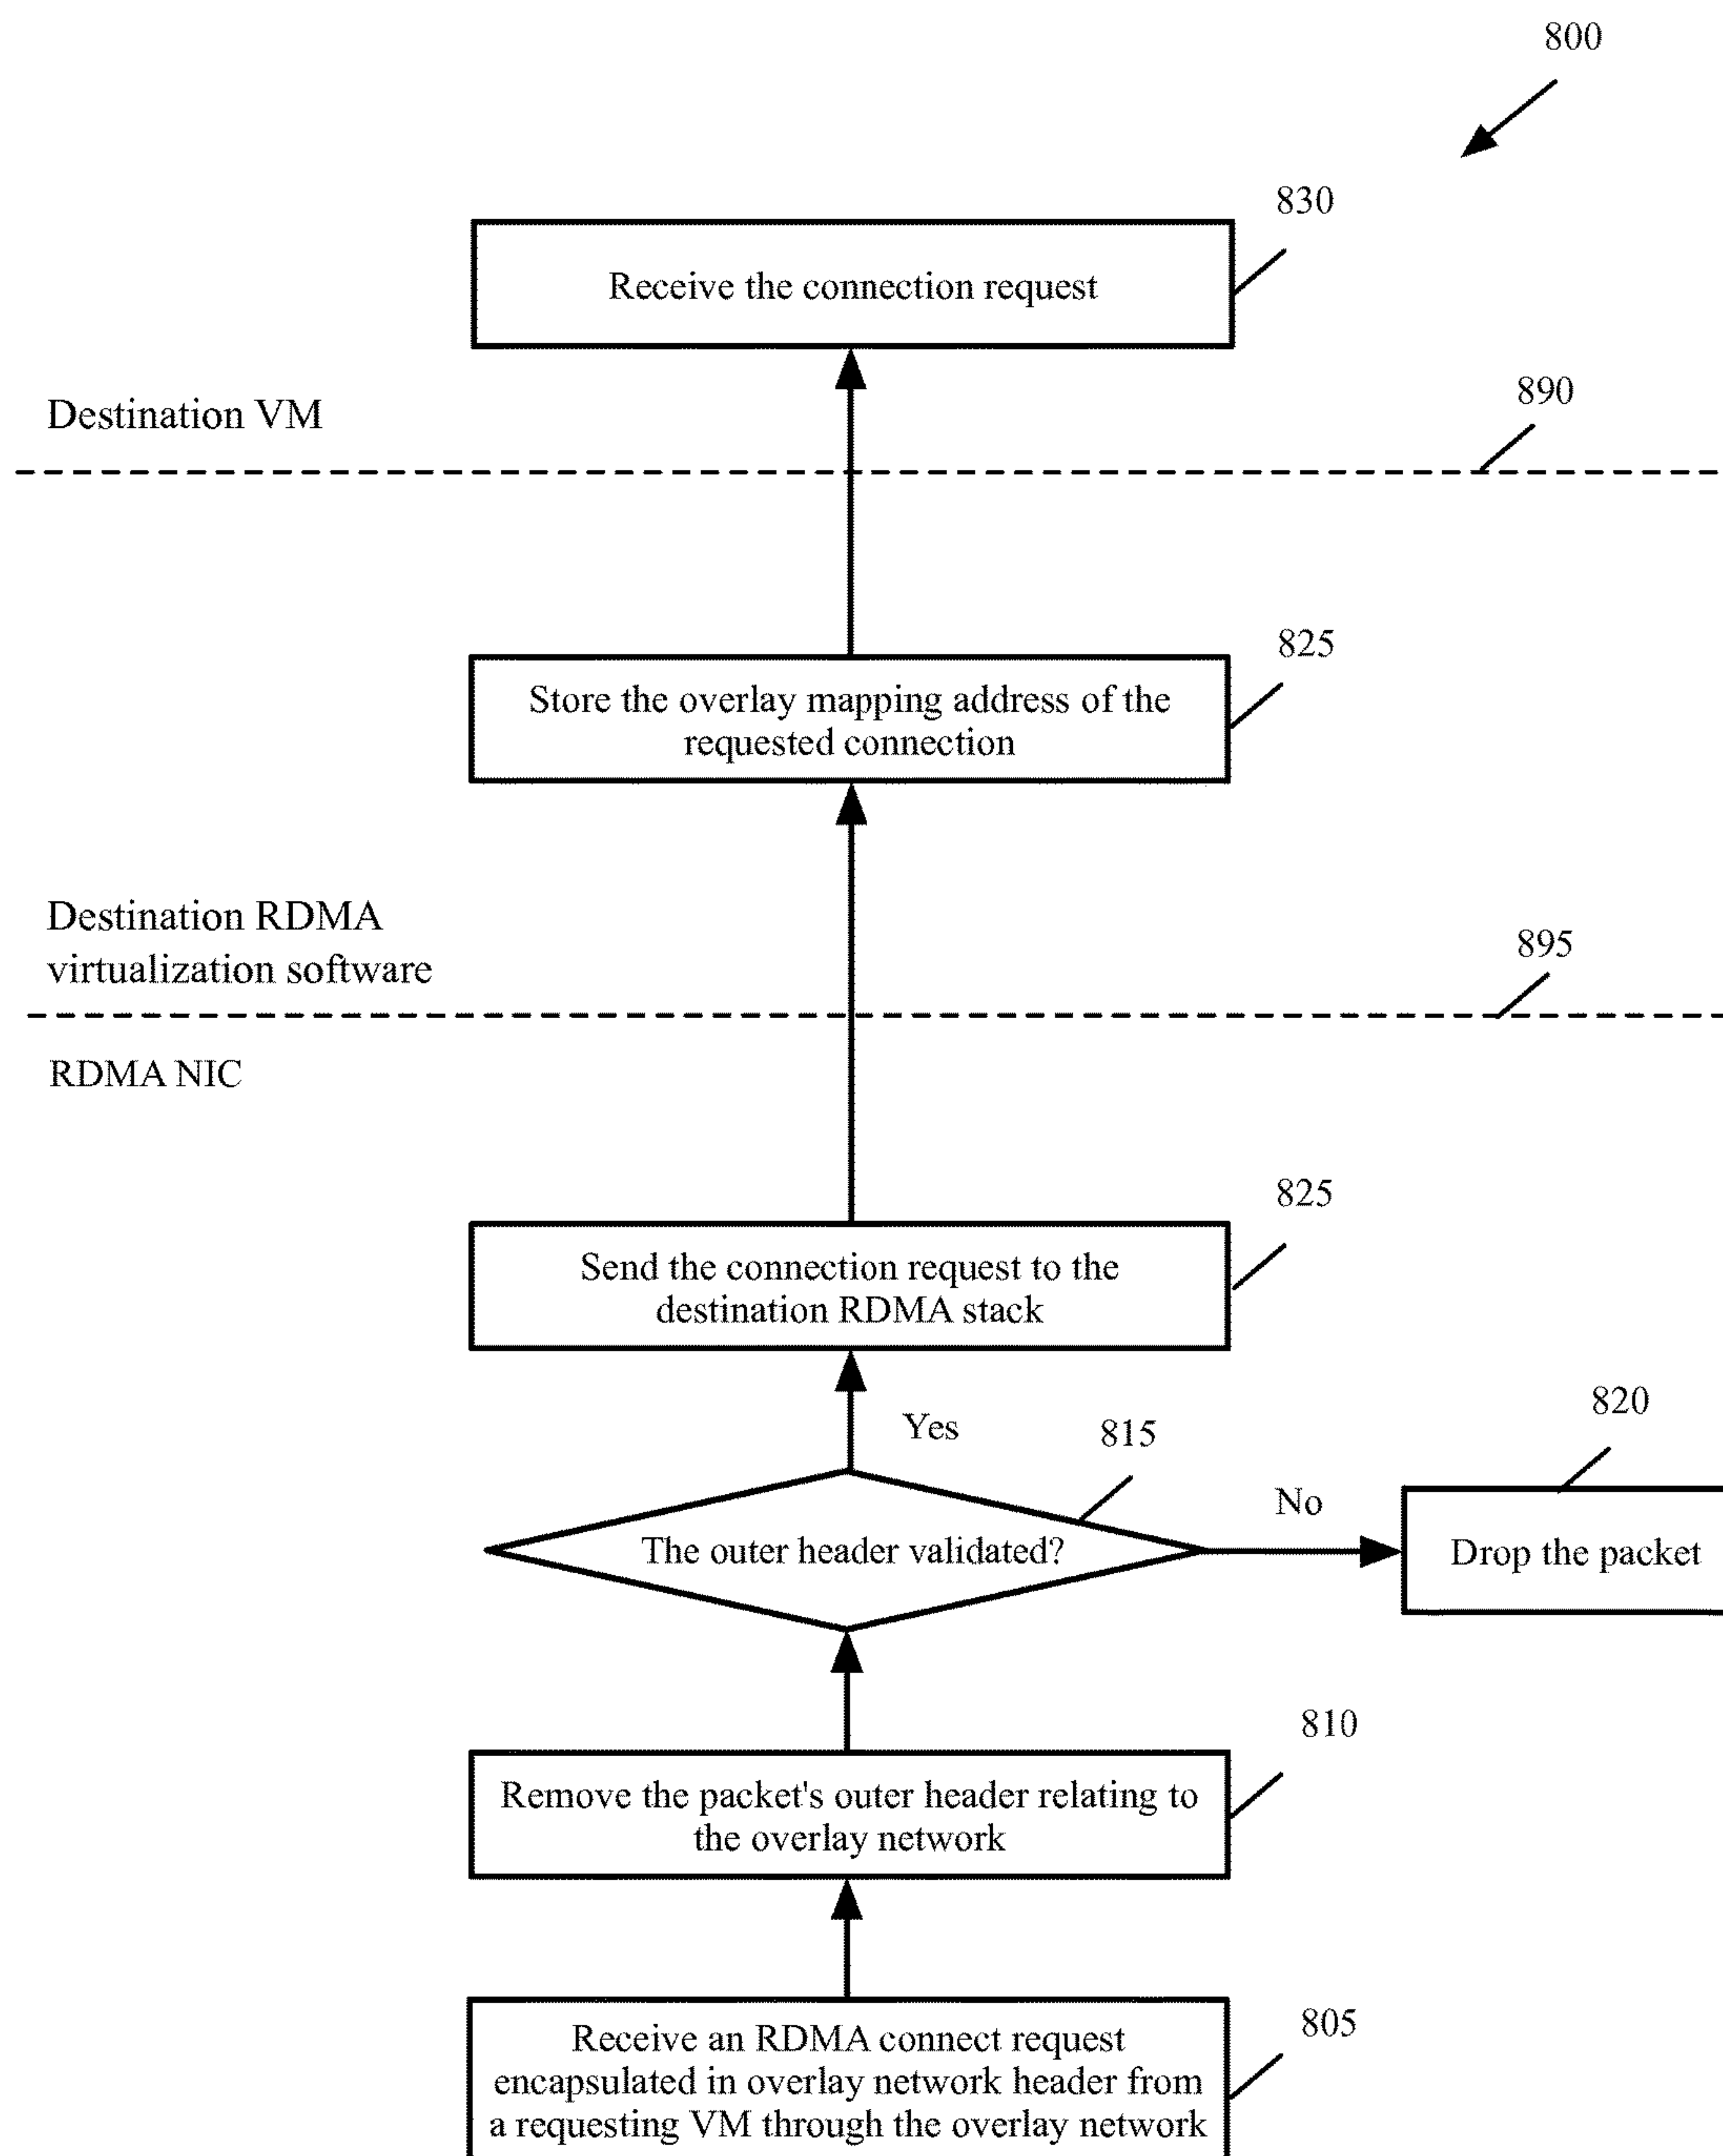 800
830
Receive the connection request
890
Destination VM
825
Store the overlay mapping address of the
requested connection
Destination RDMA
virtualization software
895
RDMA NIC
825
Send the connection request to the
destination RDMA stack
820
Yes
815
No
The outer header validated?
Drop the packet
810
Remove the packet's outer header relating to
the overlay network
805
Receive an RDMA connect request
encapsulated in overlay network header from
a requesting VM through the overlay network